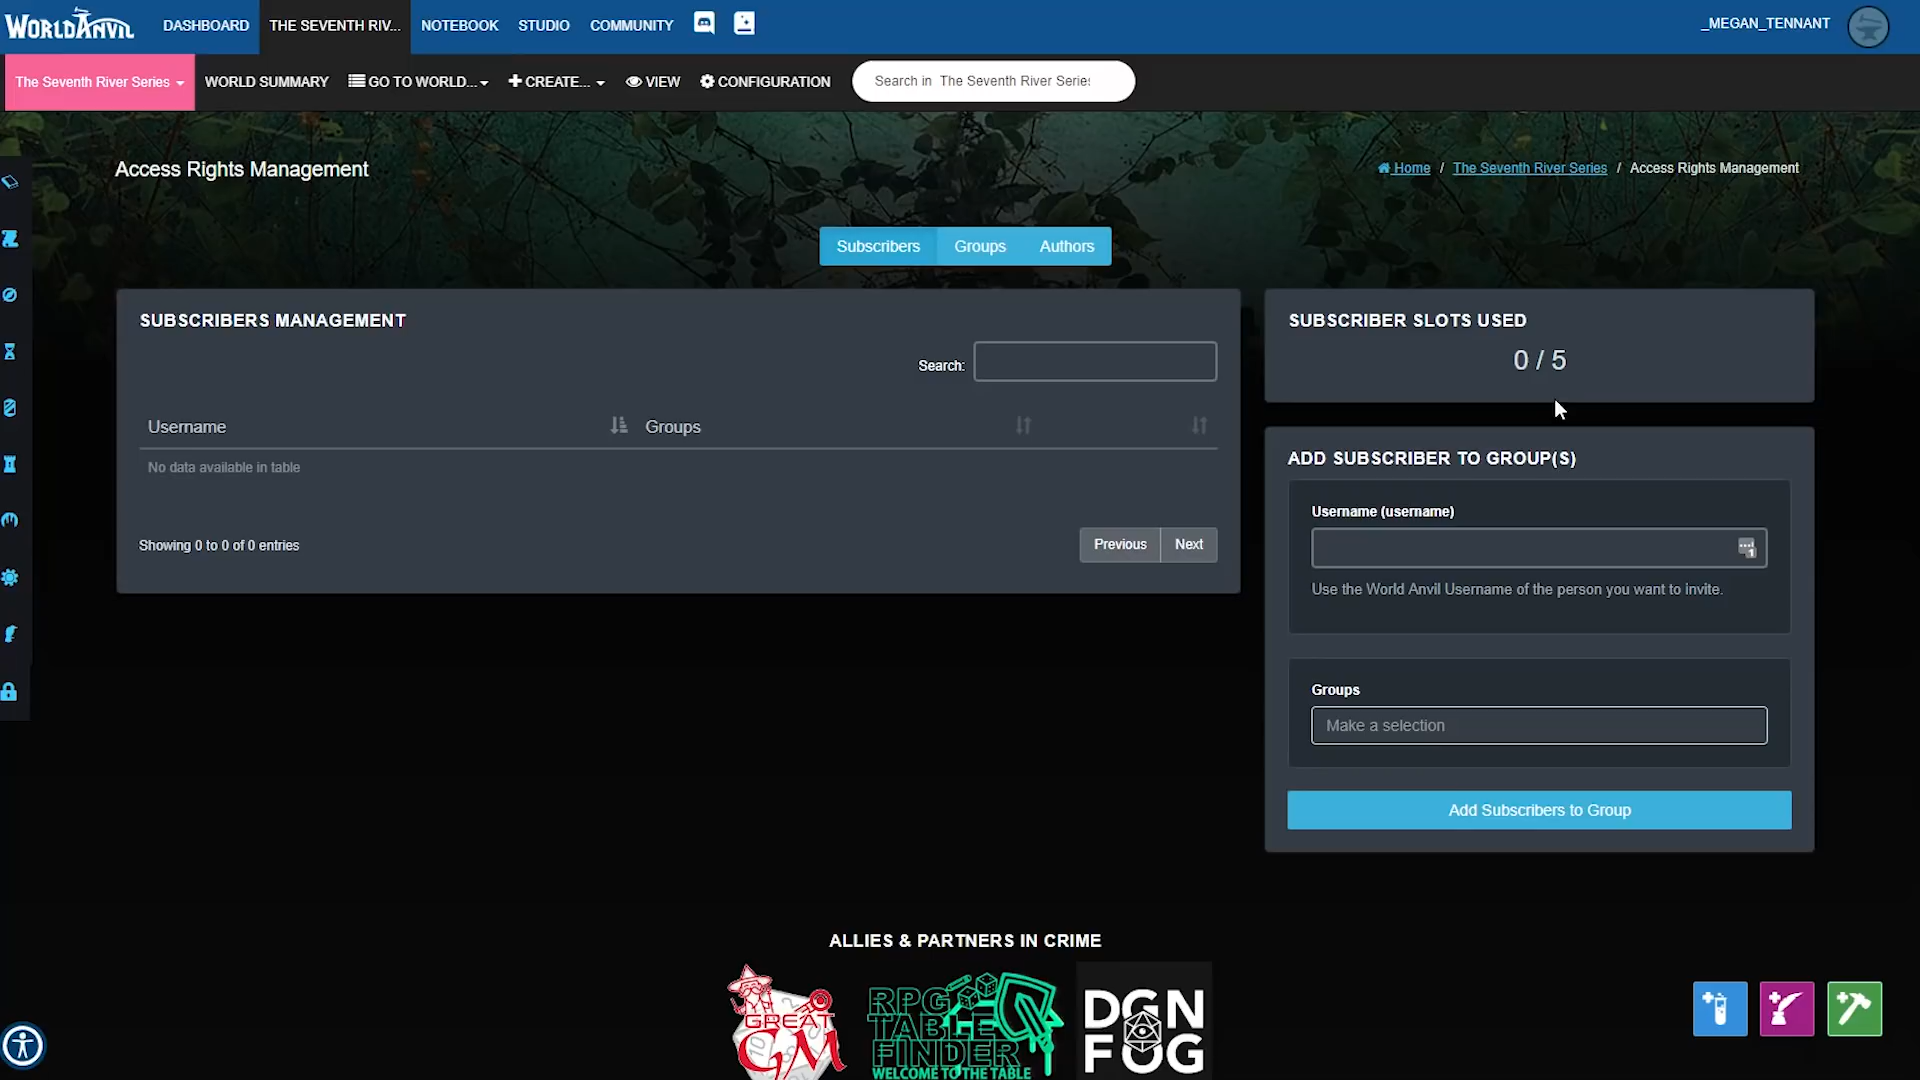 WORLDANVIL
DASHBOARD
THE SEVENTH RIV...
NOTEBOOK
STUDIO
COMMUNITY
_MEGAN_TENNANT
The Seventh River Series
WORLD SUMMARY
GO TO WORLD...
CREATE...
VIEW
CONFIGURATION
Search in The Seventh River Serie:
Access Rights Management
Home / The Seventh River Series / Access Rights Management
Subscribers
Groups
Authors
SUBSCRIBERS MANAGEMENT
Search:
Username
Groups
No data available in table
Showing 0 to 0 of 0 entries
Previous
Next
SUBSCRIBER SLOTS USED
0 / 5
ADD SUBSCRIBER TO GROUP(S)
Username (username)
Use the World Anvil Username of the person you want to invite.
Groups
Make a selection
Add Subscribers to Group
ALLIES & PARTNERS IN CRIME
GREAT
GM
RPG
TABLE
FINDER
WELCOME TO THE TABLE
DGN
FOG